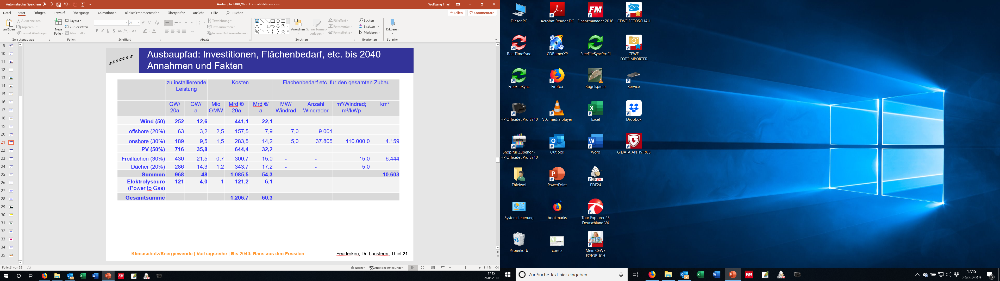 Automatisches Speichern
Ausbaupfad2040_V6 - Kompatibilitätsmodus
Wolfgang Thiel
Datei Start Einfügen Entwurf Übergänge Animationen Bildschirmpräsentation Überprüfen Ansicht Hilfe Suchen
Teilen Kommentare
Einfügen
Ausschneiden
Kopieren
Format übertragen
Zwischenablage
Neue Folie
Layout
Zurücksetzen
Abschnitt
Folien
24
F K U S ab AV Aa A
Schriftart
Textrichtung
Text ausrichten
In SmartArt konvertieren
Absatz
Anordnen
Schnellformat-
vorlagen
Fülleffekt
Formkontur
Formeffekte
Zeichnen
Suchen
Ersetzen
Markieren
Bearbeiten
Diktieren
Sprache
9
10
11
12
13
14
15
16
17
18
19
20
21
22
23
24
25
26
27
28
29
30
31
32
33
34
35
Ausbaupfad: Investitionen, Flächenbedarf, etc. bis 2040
Annahmen und Fakten
zu installierende Leistung Kosten Flächenbedarf etc. für den gesamten Zubau
GW/ 20a GW/ a Mio €/MW Mrd €/ 20a Mrd €/ a MW/ Windrad Anzahl Windräder m²/Windrad; m²/kWp km²
Wind (50) 252 12,6 441,1 22,1
offshore (20%) 63 3,2 2,5 157,5 7,9 7,0 9.001
onshore (30%) 189 9,5 1,5 283,5 14,2 5,0 37.805 110.000,0 4.159
PV (50%) 716 35,8 644,4 32,2
Freiflächen (30%) 430 21,5 0,7 300,7 15,0 - - 15,0 6.444
Dächer (20%) 286 14,3 1,2 343,7 17,2 - - 5,0
Summen 968 48 1.085,5 54,3 10.603
Elektrolyseure 121 4,0 1 121,2 6,1
(Power to Gas)
Gesamtsumme 1.206,7 60,3
Klimaschutz/Energiewende | Vortragsreihe | Bis 2040: Raus aus den Fossilen
Fedderken, Dr. Lausterer, Thiel 21
Folie 21 von 35
Notizen Anzeigeeinstellungen
114 %
17:15
26.05.2019
Dieser PC Acrobat Reader DC Finanzmanager 2016 CEWE FOTOSCHAU
RealTimeSync CDBurnerXP FreeFileSyncProfil CEWE
FOTOIMPORTER
FreeFileSync Firefox Kugelspiele Service
HP OfficeJet Pro 8710 VLC media player Excel Dropbox
Shop für Zubehör - Outlook Word G DATA ANTIVIRUS
HP OfficeJet Pro 8710
Thielwol PowerPoint PDF24
Systemsteuerung bookmarks Tour Explorer 25
Deutschland V4
Papierkorb corel2 Mein CEWE
FOTOBUCH
Zur Suche Text hier eingeben
17:15
26.05.2019
3